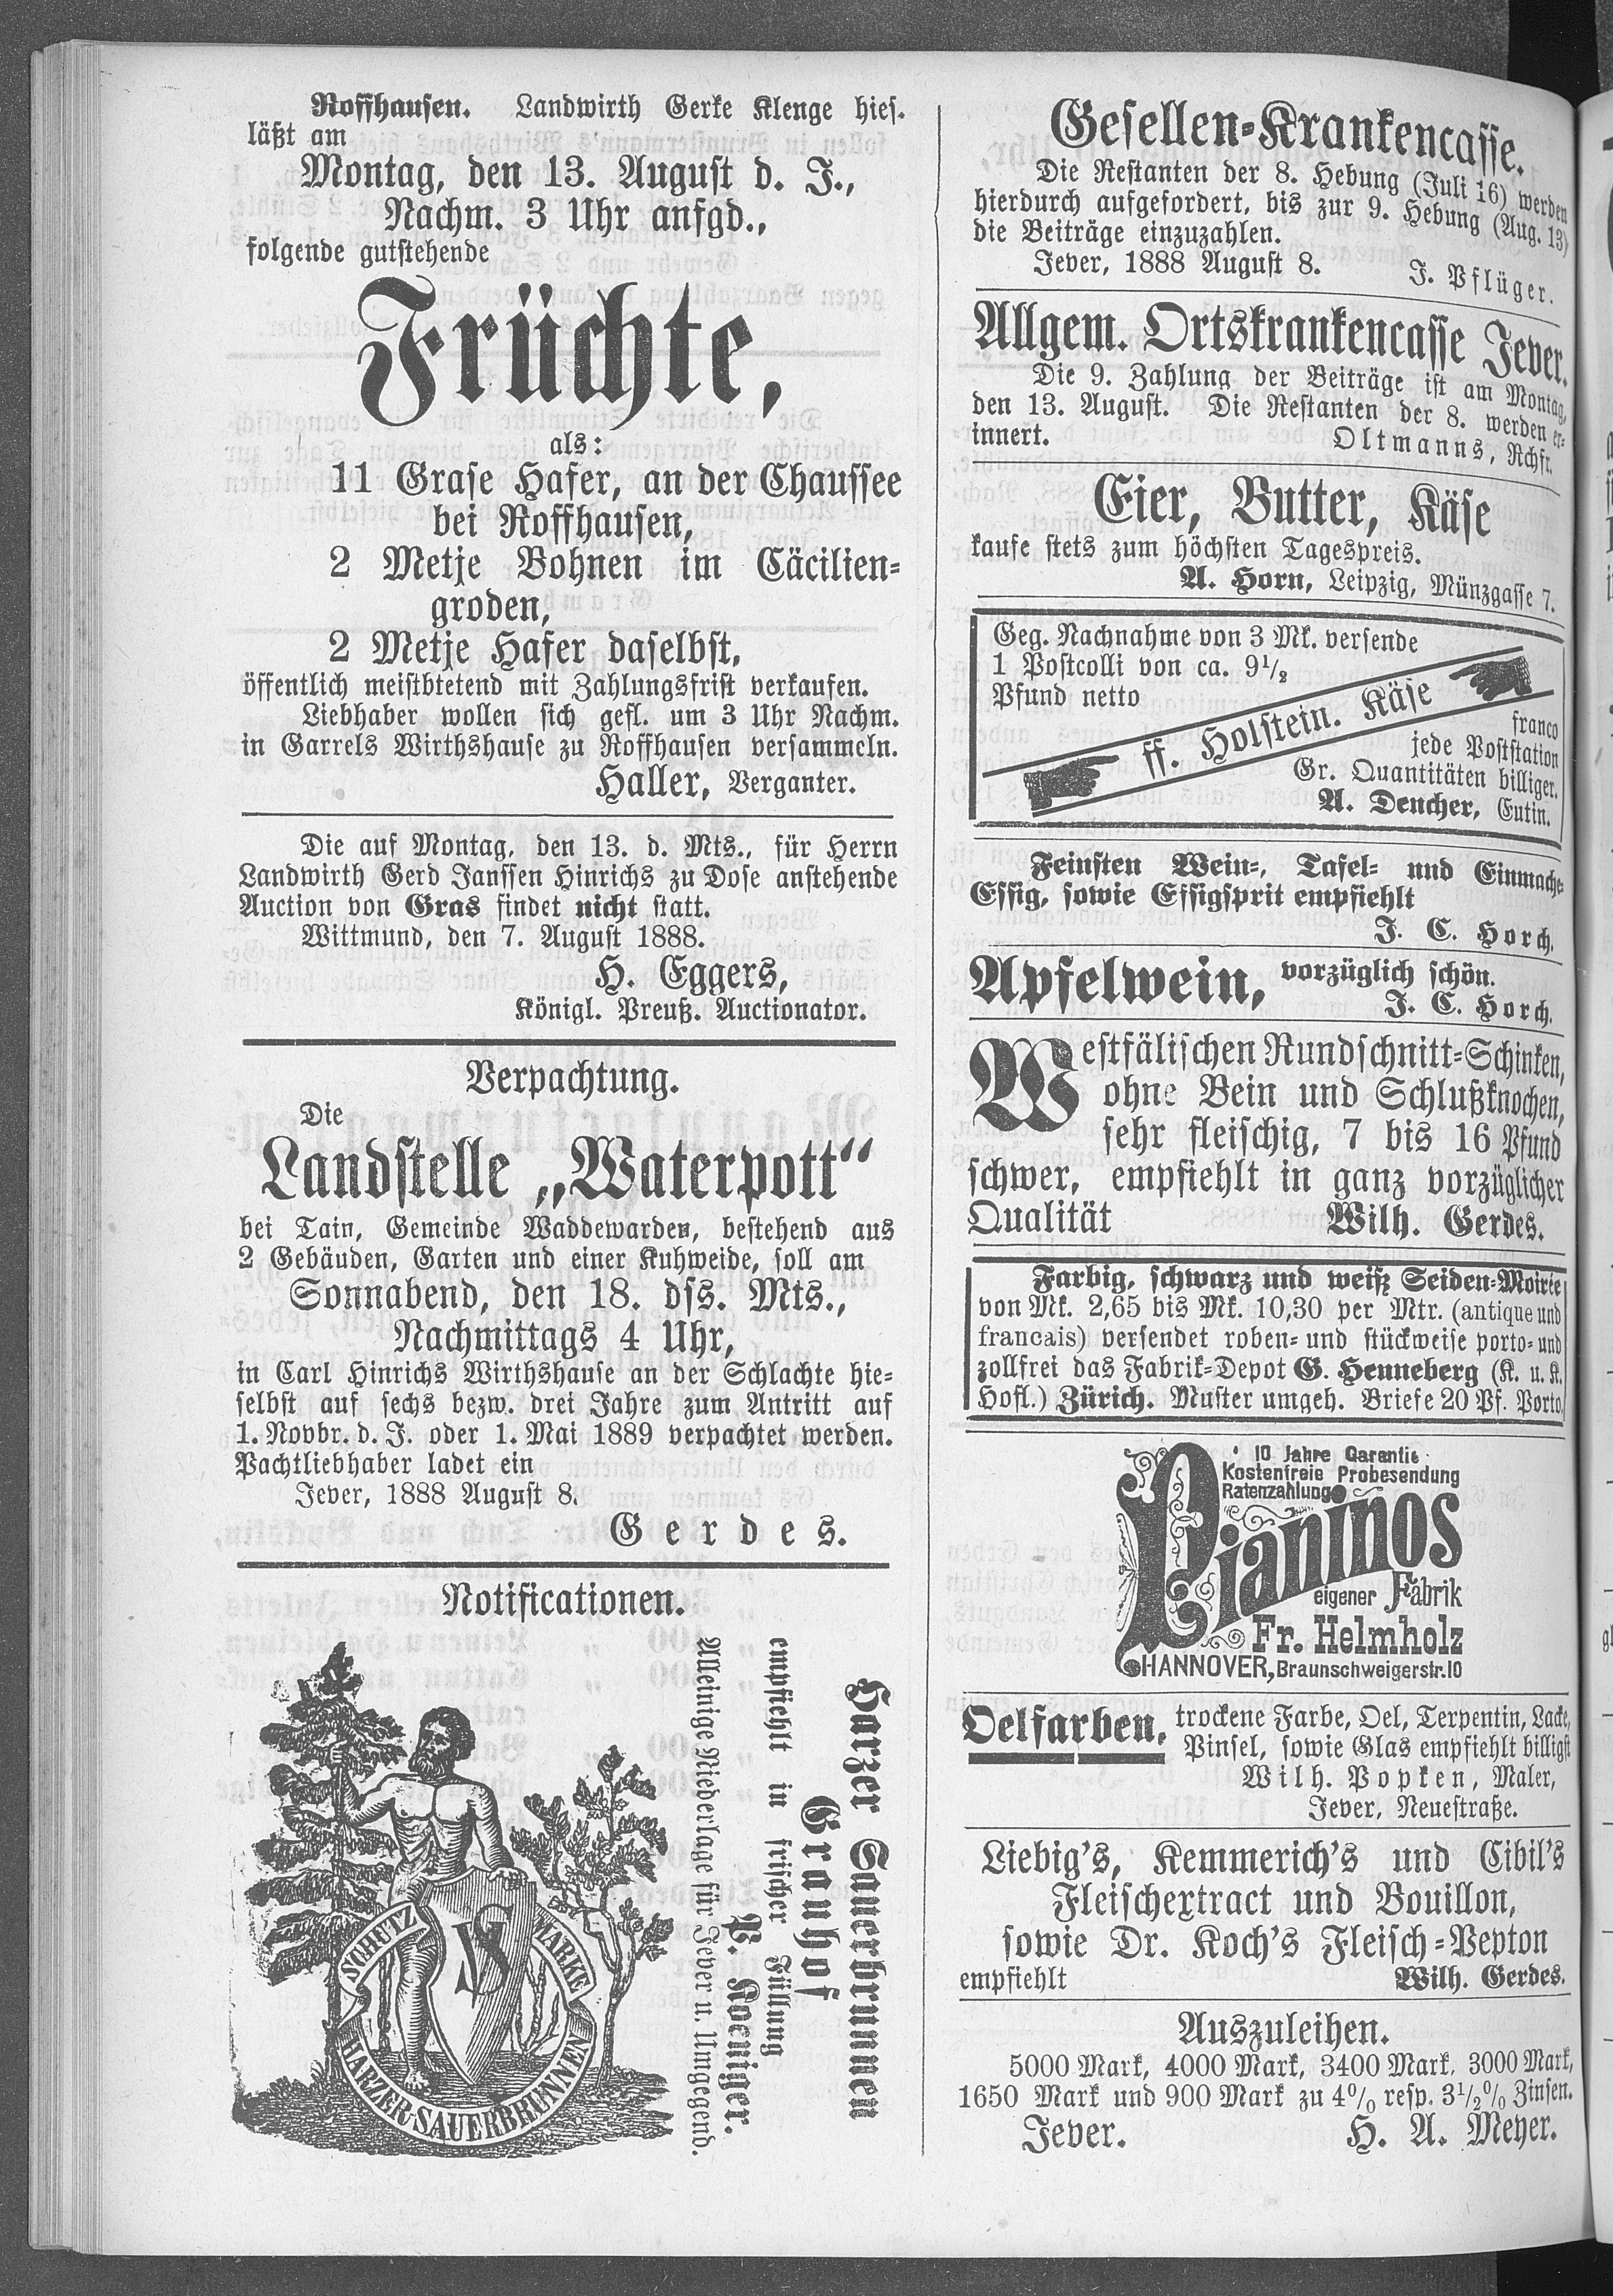 Roffhausen. Landwirth Gerke Klenge hies.
läßt am
Montag, den 13. August d. J.,
Nachm. 3 Uhr anfgd.,
folgende gutstehende
Früchte,
als:
11 Grase Hafer, an der Chaussee
bei Roffhausen,
2 Metje Bohnen im Cäcilien-
groden,
2 Metje Hafer daselbst,
öffentlich meistbtetend mit Zahlungsfrist verkaufen.
Liebhaber wollen sich gefl. um 3 Uhr Nachm.
in Garrels Wirthshause zu Roffhausen versammeln.
Haller, Verganter.
Die auf Montag, den 13. d. Mts., für Herrn
Landwirth Gerd Janssen Hinrichs zu Dose anstehende
Auction von Gras findet nicht statt.
Wittmund, den 7. August 1888.
H. Eggers,
Königl. Preuß. Auctionator.
Verpachtung.
Die
Landstelle „Waterpott“
bei Tain, Gemeinde Waddewarden, bestehend aus
2 Gebäuden, Garten und einer Kuhweide, soll am
Sonnabend, den 18. dss. Mts.,
Nachmittags 4 Uhr,
in Carl Hinrichs Wirthshause an der Schlachte hie-
selbst auf sechs bezw. drei Jahre zum Antritt auf
1. Novbr. d. J. oder 1. Mai 1889 verpachtet werden.
Pachtliebhaber ladet ein
Jever, 1888 August 8.
Gerdes.
Notificationen.
Harzer Sauerbrunnen
Grauhof
empfiehlt in frischer Füllung
P. Koeniger.
Alleinige Niederlage für Jever u. Umgegend.
SCHUTZ MARKE
HARZER SAUERBRUNNEN
Gesellen-Krankencasse.
Die Restanten der 8. Hebung (Juli 16) werden
hierdurch aufgefordert, bis zur 9. Hebung (Aug. 13)
die Beiträge einzuzahlen.
Jever, 1888 August 8.
J. Pflüger.
Allgem. Ortskrankencasse Jever.
Die 9. Zahlung der Beiträge ist am Montag,
den 13. August. Die Restanten der 8. werden er-
innert.
Oltmanns, Rchfr.
Eier, Butter, Käse
kaufe stets zum höchsten Tagespreis.
A. Horn, Leipzig, Münzgasse 7.
Geg. Nachnahme von 3 Mk. versende
1 Postcolli von ca. 9½
Pfund netto
ff. Holstein. Käse
franco
jede Poststation
Gr. Quantitäten billiger.
A. Dencher, Eutin.
Feinsten Wein-, Tafel- und Einmache-
Essig, sowie Essigsprit empfiehlt
J. C. Horch.
Apfelwein, vorzüglich schön.
J. C. Horch.
Westfälischen Rundschnitt-Schinken,
ohne Bein und Schlußknochen,
sehr fleischig, 7 bis 16 Pfund
schwer, empfiehlt in ganz vorzüglicher
Qualität Wilh. Gerdes.
Farbig, schwarz und weiß Seiden-Moirée
von Mk. 2,65 bis Mk. 10,30 per Mtr. (antique und
francais) versendet roben- und stückweise porto- und
zollfrei das Fabrik-Depot G. Henneberg (K. u. K.
Hofl.) Zürich. Muster umgeh. Briefe 20 Pf. Porto.
10 Jahre Garantie
Kostenfreie Probesendung
Ratenzahlung
Pianinos
eigener Fabrik
Fr. Helmholz
HANNOVER, Braunschweigerstr. 10
Oelfarben, trockene Farbe, Oel, Terpentin, Lacke,
Pinsel, sowie Glas empfiehlt billigst
Wilh. Popken, Maler,
Jever, Neuestraße.
Liebig's, Kemmerich's und Cibil's
Fleischextract und Bouillon,
sowie Dr. Koch's Fleisch-Pepton
empfiehlt Wilh. Gerdes.
Auszuleihen.
5000 Mark, 4000 Mark, 3400 Mark, 3000 Mark,
1650 Mark und 900 Mark zu 4% resp. 3½% Zinsen.
Jever. H. A. Meyer.